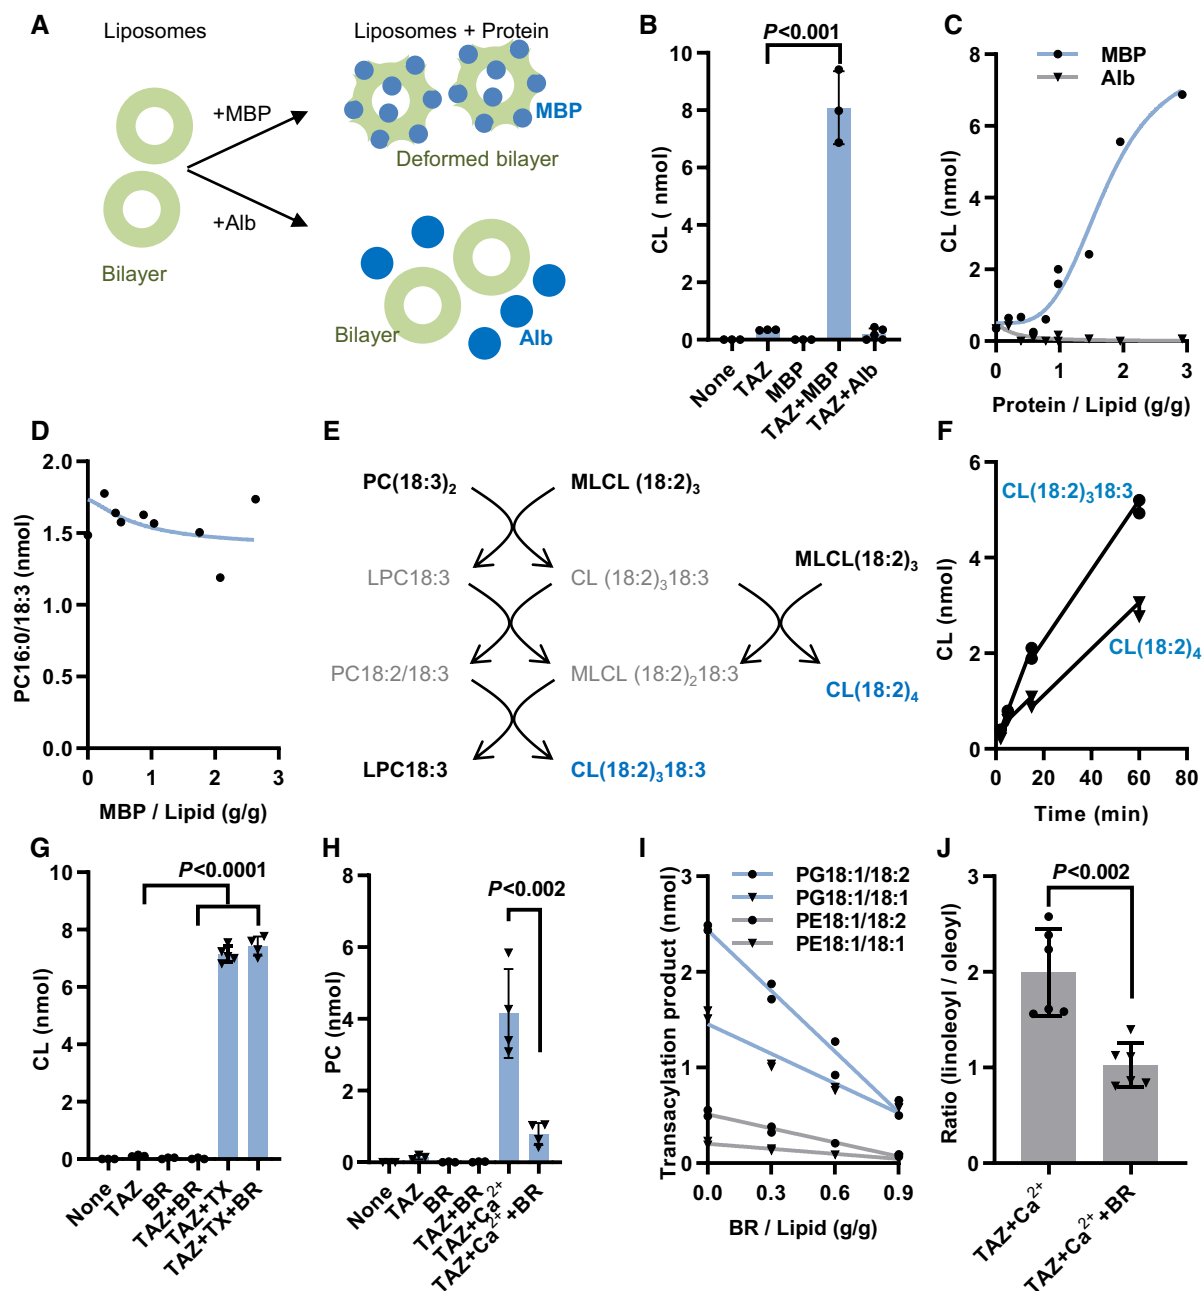 A
Liposomes
Liposomes + Protein
+MBP
MBP
Deformed bilayer
+Alb
Bilayer
Bilayer
Alb
B
P<0.001
CL ( nmol)
10
8
6
4
2
0
None
TAZ
MBP
TAZ+MBP
TAZ+Alb
C
MBP
Alb
CL (nmol)
8
6
4
2
0
0 1 2 3
Protein / Lipid (g/g)
D
PC16:0/18:3 (nmol)
2.0
1.5
1.0
0.5
0.0
0 1 2 3
MBP / Lipid (g/g)
E
PC(18:3)₂
MLCL (18:2)₃
LPC18:3
CL (18:2)₃18:3
MLCL(18:2)₃
PC18:2/18:3
MLCL (18:2)₂18:3
CL(18:2)₄
LPC18:3
CL(18:2)₃18:3
F
CL(18:2)₃18:3
CL(18:2)₄
CL (nmol)
6
4
2
0
0 20 40 60 80
Time (min)
G
P<0.0001
CL (nmol)
10
8
6
4
2
0
None
TAZ
BR
TAZ+BR
TAZ+TX
TAZ+TX+BR
H
P<0.002
PC (nmol)
8
6
4
2
0
None
TAZ
BR
TAZ+BR
TAZ+Ca²⁺
TAZ+Ca²⁺+BR
I
PG18:1/18:2
PG18:1/18:1
PE18:1/18:2
PE18:1/18:1
Transacylation product (nmol)
3
2
1
0
0.0 0.3 0.6 0.9
BR / Lipid (g/g)
J
P<0.002
Ratio (linoleoyl / oleoyl)
3
2
1
0
TAZ+Ca²⁺
TAZ+Ca²⁺+BR